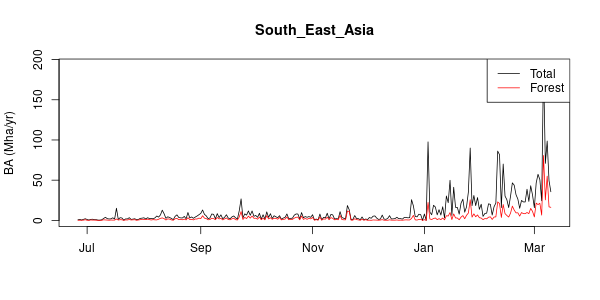 South_East_Asia
BA (Mha/yr)
200
150
100
50
0
Total
Forest
Jul Sep Nov Jan Mar